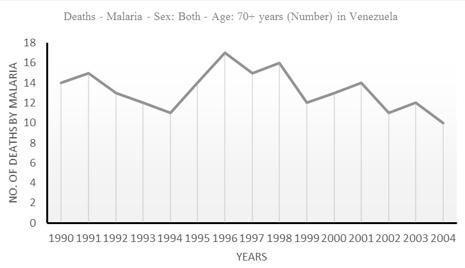 Deaths - Malaria - Sex: Both - Age: 70+ years (Number) in Venezuela
NO. OF DEATHS BY MALARIA
18
16
14
12
10
8
6
4
2
0
1990 1991 1992 1993 1994 1995 1996 1997 1998 1999 2000 2001 2002 2003 2004
YEARS